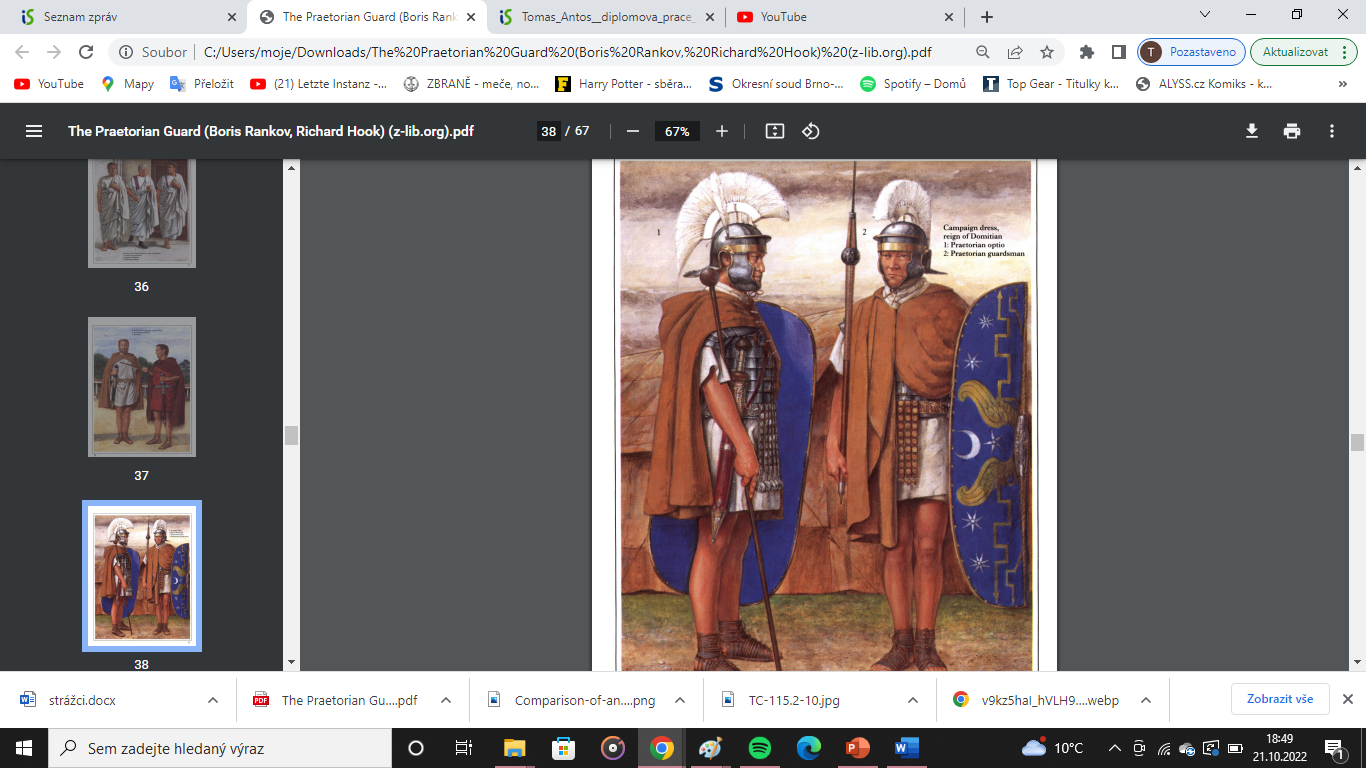 Seznam zpráv
The Praetorian Guard (Boris Rank
Tomas_Antos__diplomova_prace_
YouTube
Soubor
C:/Users/moje/Downloads/The%20Praetorian%20Guard%20(Boris%20Rankov,%20Richard%20Hook)%20(z-lib.org).pdf
T
Pozastaveno
Aktualizovat
YouTube
Mapy
Přeložit
(21) Letzte Instanz -...
ZBRANĚ - meče, no...
Harry Potter - sběra...
Okresní soud Brno-...
Spotify – Domů
Top Gear - Titulky k...
ALYSS.cz Komiks - k...
»
The Praetorian Guard (Boris Rankov, Richard Hook) (z-lib.org).pdf
38 / 67
67%
36
37
38
1
2
Campaign dress,
reign of Domitian
1: Praetorian optio
2: Praetorian guardsman
strážci.docx
The Praetorian Gu....pdf
Comparison-of-an....png
TC-115.2-10.jpg
v9kz5haI_hVLH9....webp
Zobrazit vše
Sem zadejte hledaný výraz
10°C
18:49
21.10.2022
1